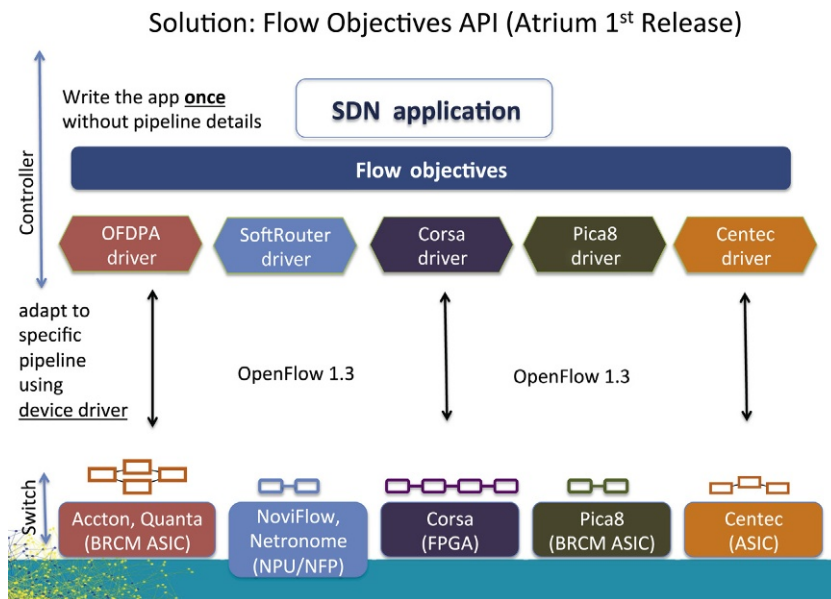 Solution: Flow Objectives API (Atrium 1st Release)
Controller
Write the app once
without pipeline details
SDN application
Flow objectives
OFDPA
driver
SoftRouter
driver
Corsa
driver
Pica8
driver
Centec
driver
adapt to
specific
pipeline
using
device driver
OpenFlow 1.3
OpenFlow 1.3
Switch
Accton, Quanta
(BRCM ASIC)
NoviFlow,
Netronome
(NPU/NFP)
Corsa
(FPGA)
Pica8
(BRCM ASIC)
Centec
(ASIC)